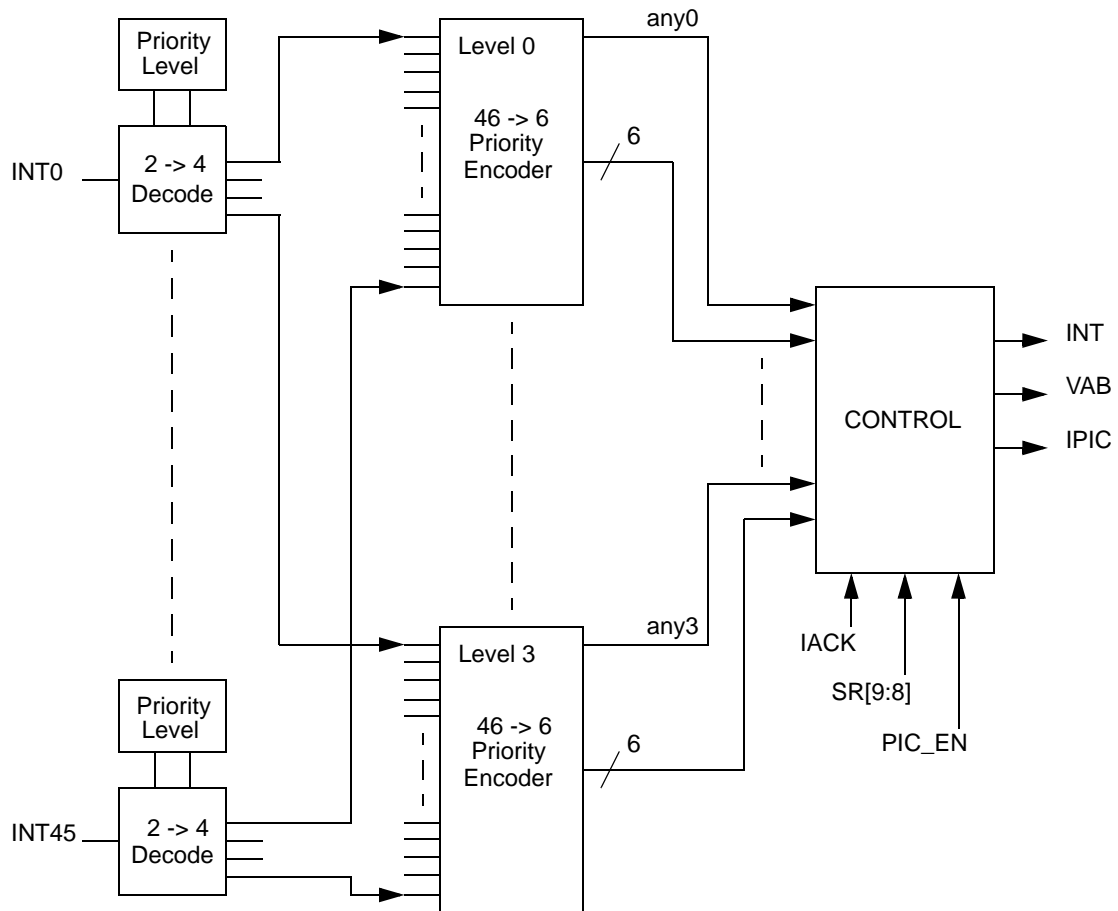 Priority
Level
INT0
2 -> 4
Decode
Level 0
46 -> 6
Priority
Encoder
any0
6
CONTROL
INT
VAB
IPIC
IACK
SR[9:8]
PIC_EN
Level 3
46 -> 6
Priority
Encoder
any3
6
Priority
Level
INT45
2 -> 4
Decode